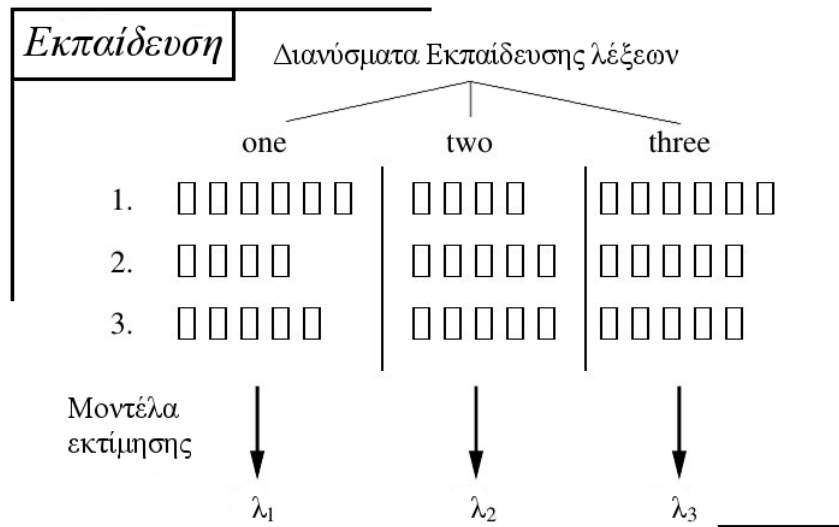 Εκπαίδευση
Διανύσματα Εκπαίδευσης λέξεων
one two three
1.
2.
3.
Μοντέλα
εκτίμησης
λ₁ λ₂ λ₃